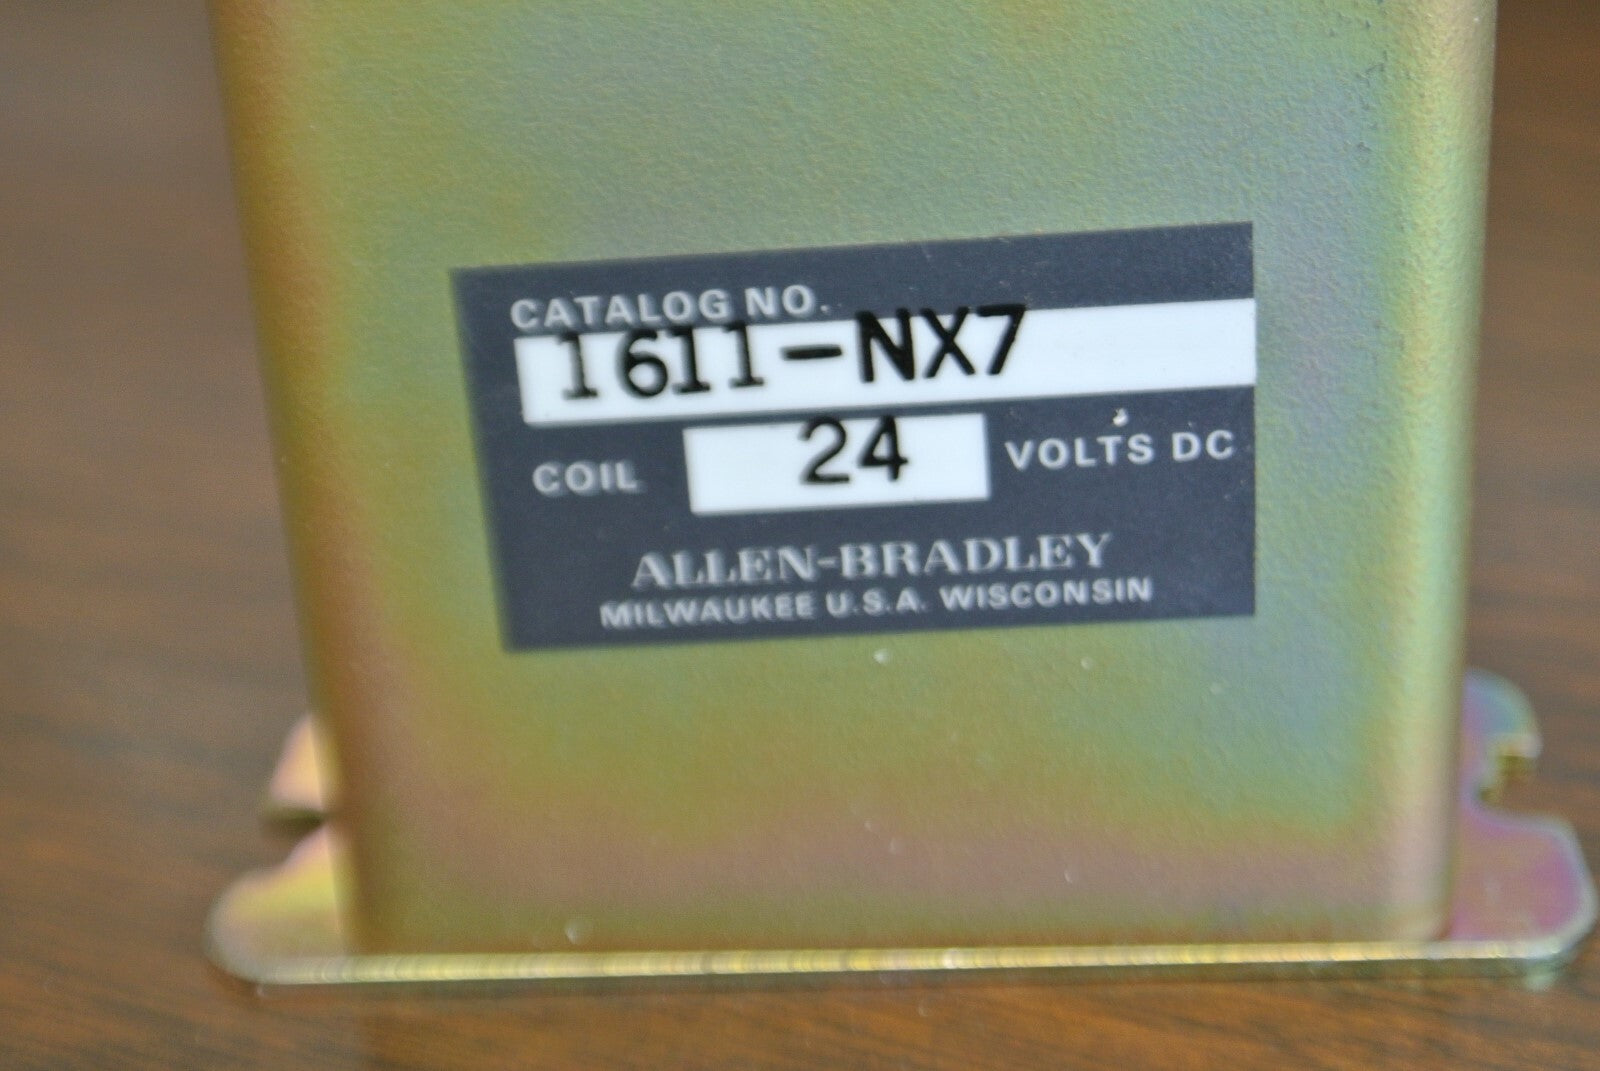 CATALOG NO.
1611-NX7
COIL 24 VOLTS DC
ALLEN-BRADLEY
MILWAUKEE U.S.A. WISCONSIN